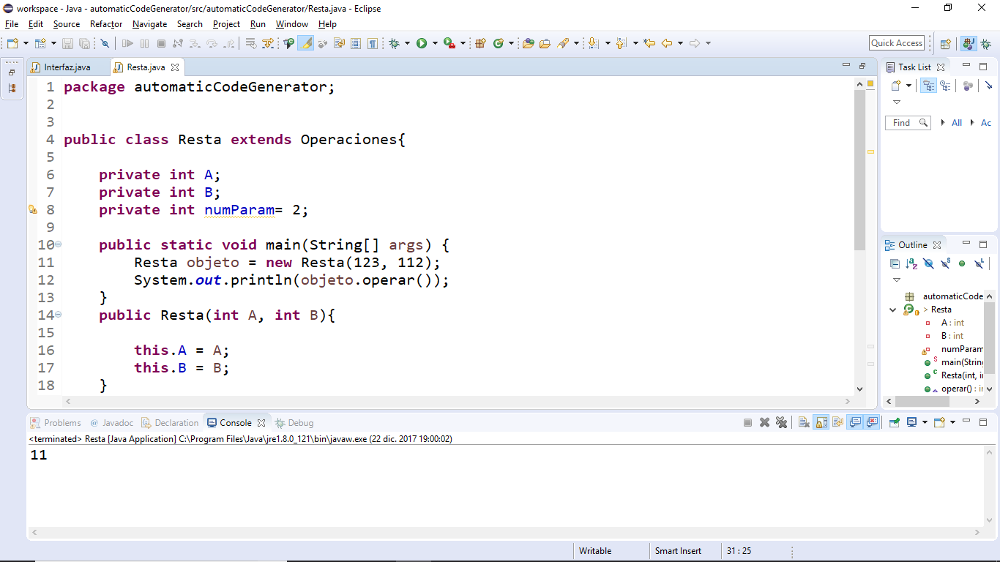 workspace - Java - automaticCodeGenerator/src/automaticCodeGenerator/Resta.java - Eclipse
File Edit Source Refactor Navigate Search Project Run Window Help
Quick Access
Interfaz.java Resta.java
1 package automaticCodeGenerator;
2
3
4 public class Resta extends Operaciones{
5
6 private int A;
7 private int B;
8 private int numParam= 2;
9
10 public static void main(String[] args) {
11 Resta objeto = new Resta(123, 112);
12 System.out.println(objeto.operar());
13 }
14 public Resta(int A, int B){
15
16 this.A = A;
17 this.B = B;
18 }
Task List
Find All Ac
Outline
automaticCode
> Resta
A : int
B : int
numParam
main(String
Resta(int, in
operar() : in
Problems @ Javadoc Declaration Console Debug
<terminated> Resta [Java Application] C:\Program Files\Java\jre1.8.0_121\bin\javaw.exe (22 dic. 2017 19:00:02)
11
Writable Smart Insert 31 : 25